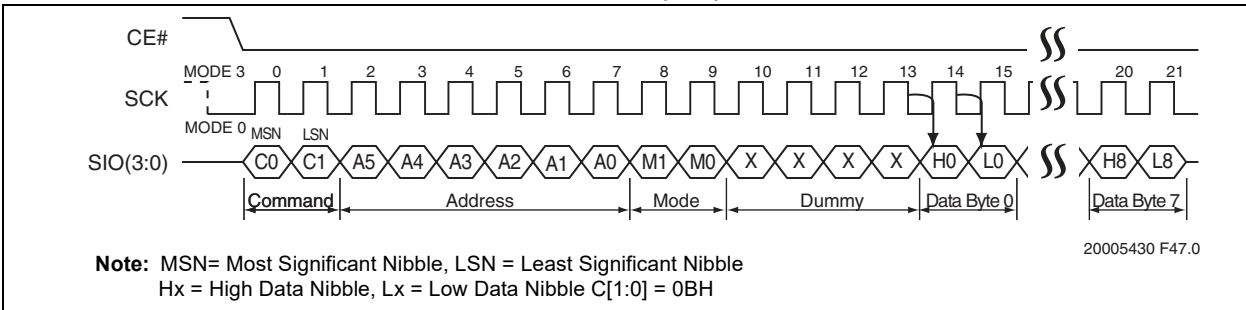 CE#
MODE 3 0 1 2 3 4 5 6 7 8 9 10 11 12 13 14 15 20 21
SCK
MODE 0
MSN LSN
SIO(3:0) C0 C1 A5 A4 A3 A2 A1 A0 M1 M0 X X X X H0 L0 H8 L8
Command Address Mode Dummy Data Byte 0 Data Byte 7
20005430 F47.0
Note: MSN= Most Significant Nibble, LSN = Least Significant Nibble
Hx = High Data Nibble, Lx = Low Data Nibble C[1:0] = 0BH